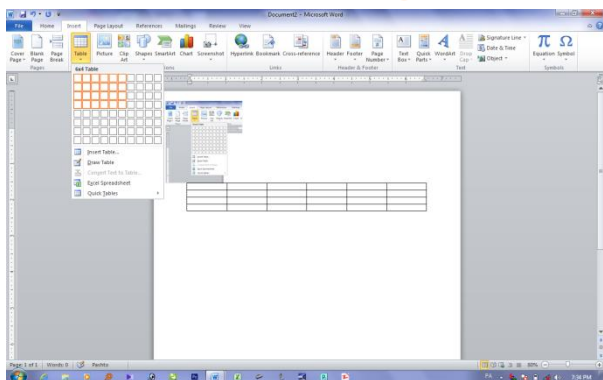 Document2 - Microsoft Word
File Home Insert Page Layout References Mailings Review View
Cover Page Blank Page Page Break Table Picture Clip Art Shapes SmartArt Chart Screenshot Hyperlink Bookmark Cross-reference Header Footer Page Number Text Box Quick Parts WordArt Drop Cap Signature Line Date & Time Object Equation Symbol
Pages Links Header & Footer Text Symbols
6x4 Table
Insert Table...
Draw Table
Convert Text to Table...
Excel Spreadsheet
Quick Tables
Page: 1 of 1 Words: 0 Pashto 80%
7:34 PM